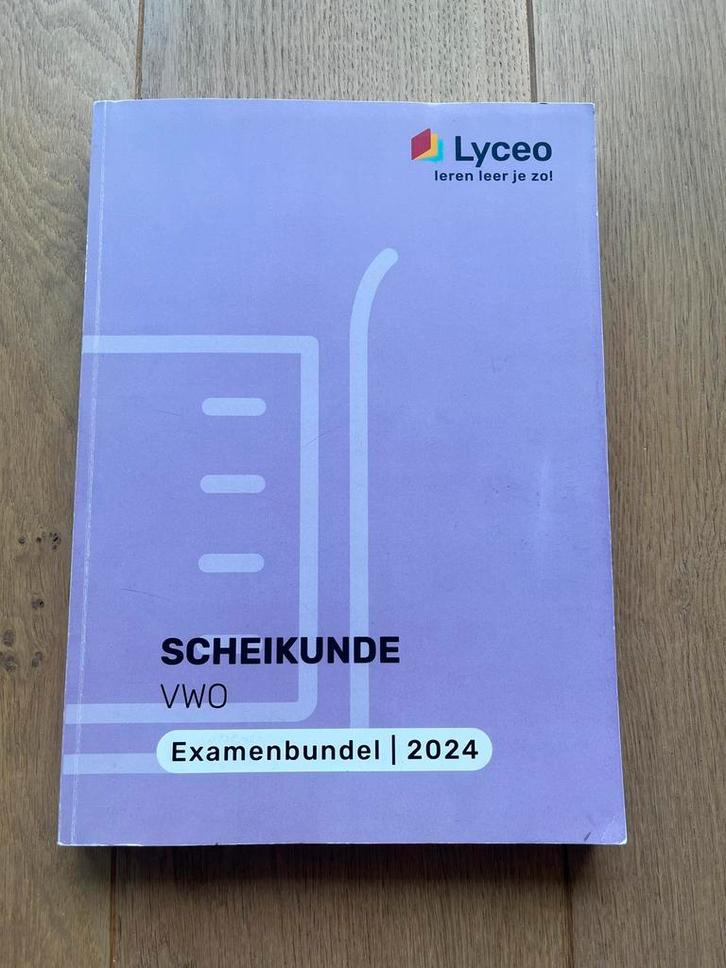 Lyceo
leren leer je zo!
SCHEIKUNDE
VWO
Examenbundel | 2024